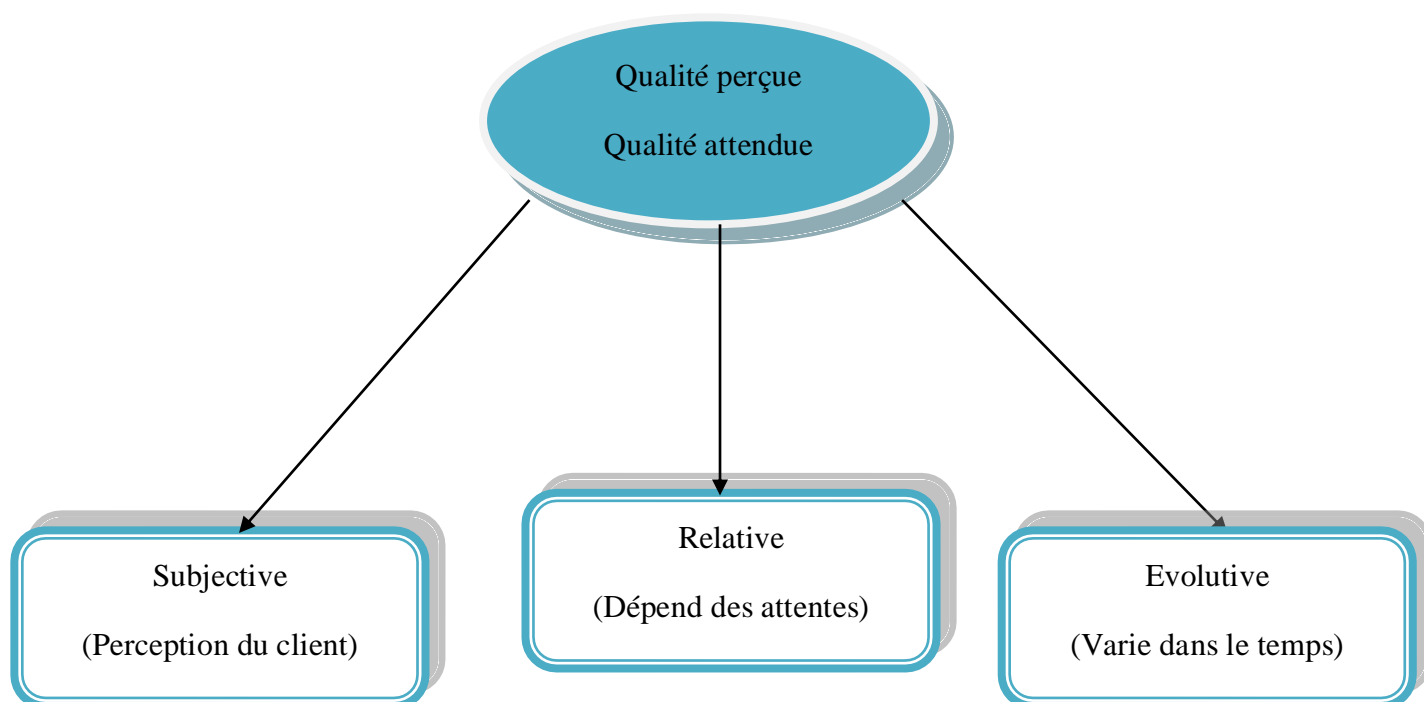 Qualité perçue
Qualité attendue
Subjective
(Perception du client)
Relative
(Dépend des attentes)
Evolutive
(Varie dans le temps)